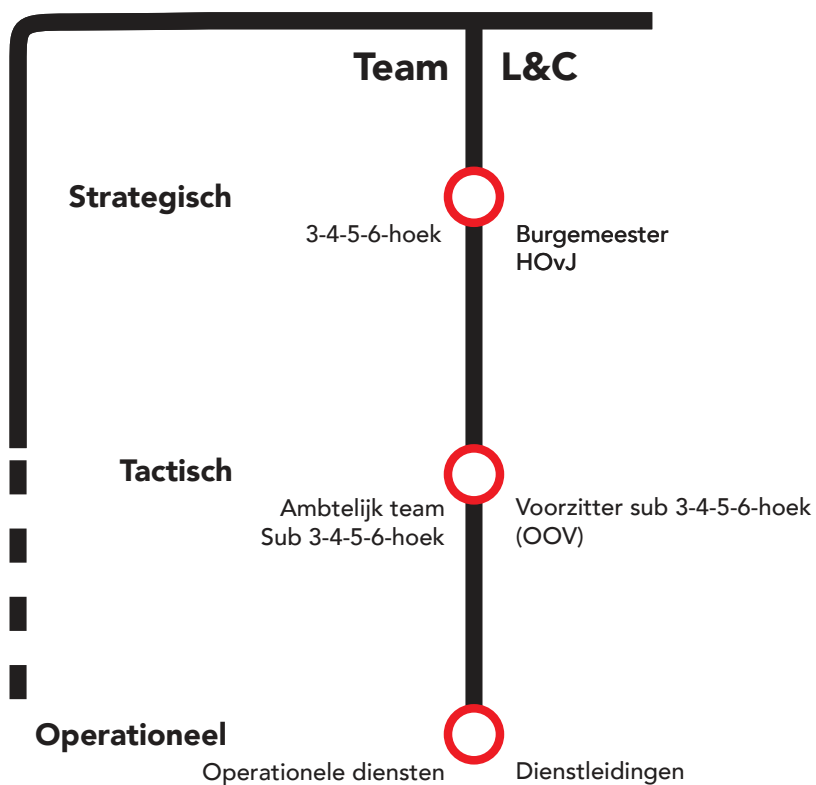 Team L&C
Strategisch
3-4-5-6-hoek
Burgemeester
HOvJ
Tactisch
Ambtelijk team
Sub 3-4-5-6-hoek
Voorzitter sub 3-4-5-6-hoek
(OOV)
Operationeel
Operationele diensten
Dienstleidingen